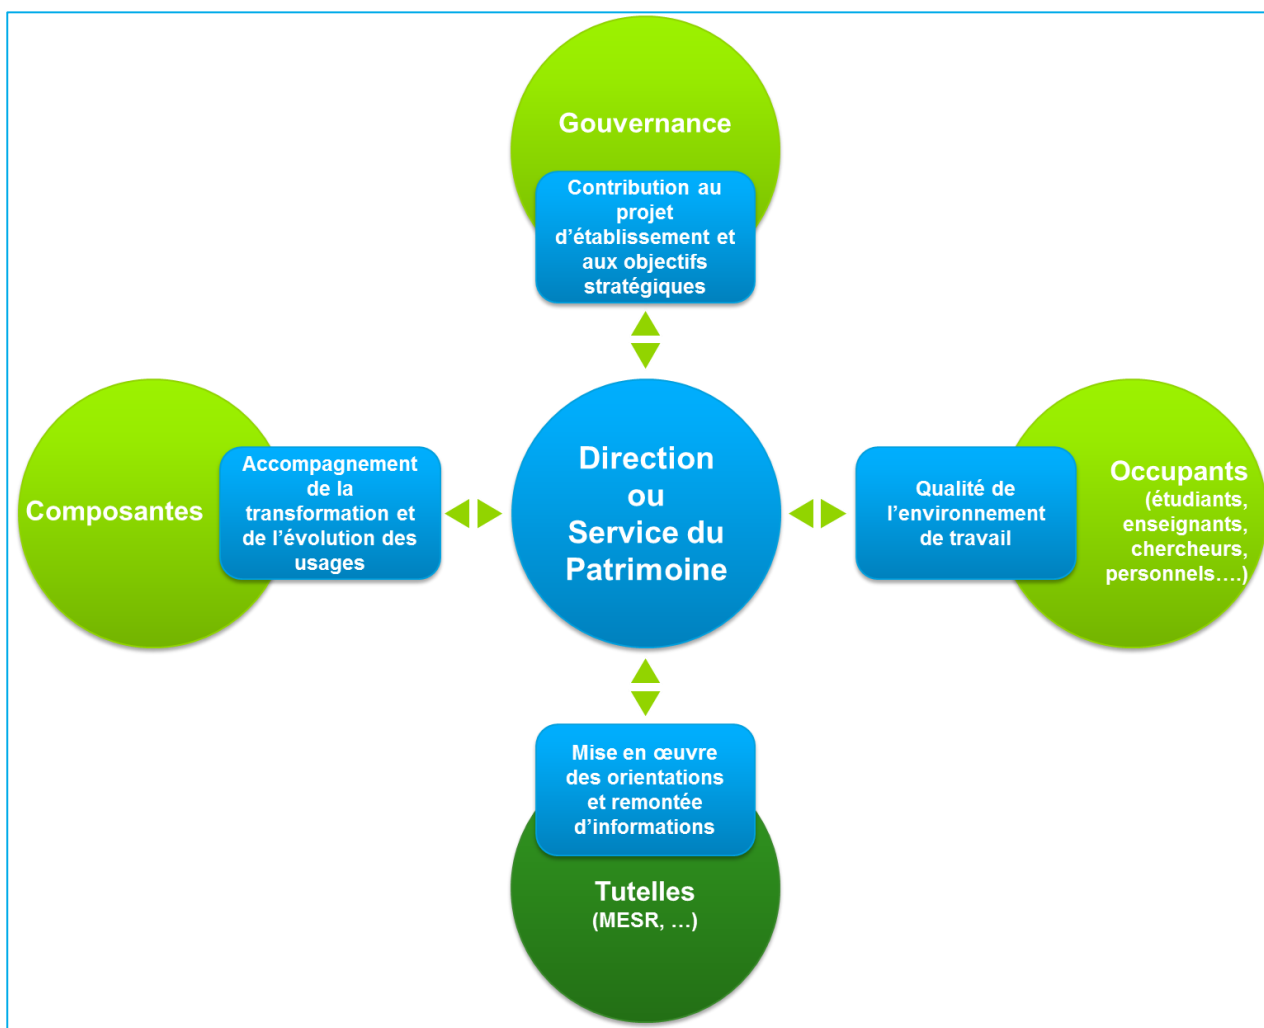 Gouvernance
Contribution au
projet
d’établissement et
aux objectifs
stratégiques
Composantes
Accompagnement
de la
transformation et
de l’évolution des
usages
Direction
ou
Service du
Patrimoine
Qualité de
l’environnement
de travail
Occupants
(étudiants,
enseignants,
chercheurs,
personnels….)
Mise en œuvre
des orientations
et remontée
d’informations
Tutelles
(MESR, …)